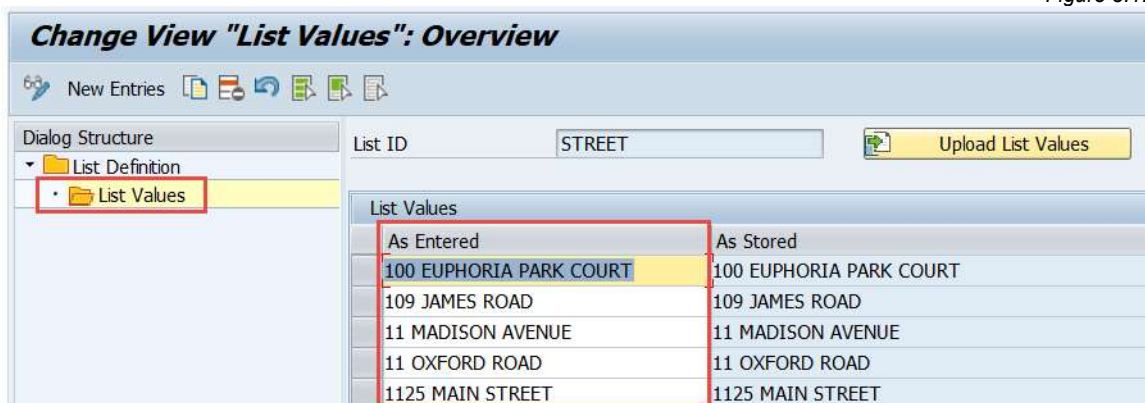 Change View "List Values": Overview
New Entries
Dialog Structure
List ID STREET Upload List Values
List Definition
List Values
List Values
As Entered As Stored
100 EUPHORIA PARK COURT 100 EUPHORIA PARK COURT
109 JAMES ROAD 109 JAMES ROAD
11 MADISON AVENUE 11 MADISON AVENUE
11 OXFORD ROAD 11 OXFORD ROAD
1125 MAIN STREET 1125 MAIN STREET